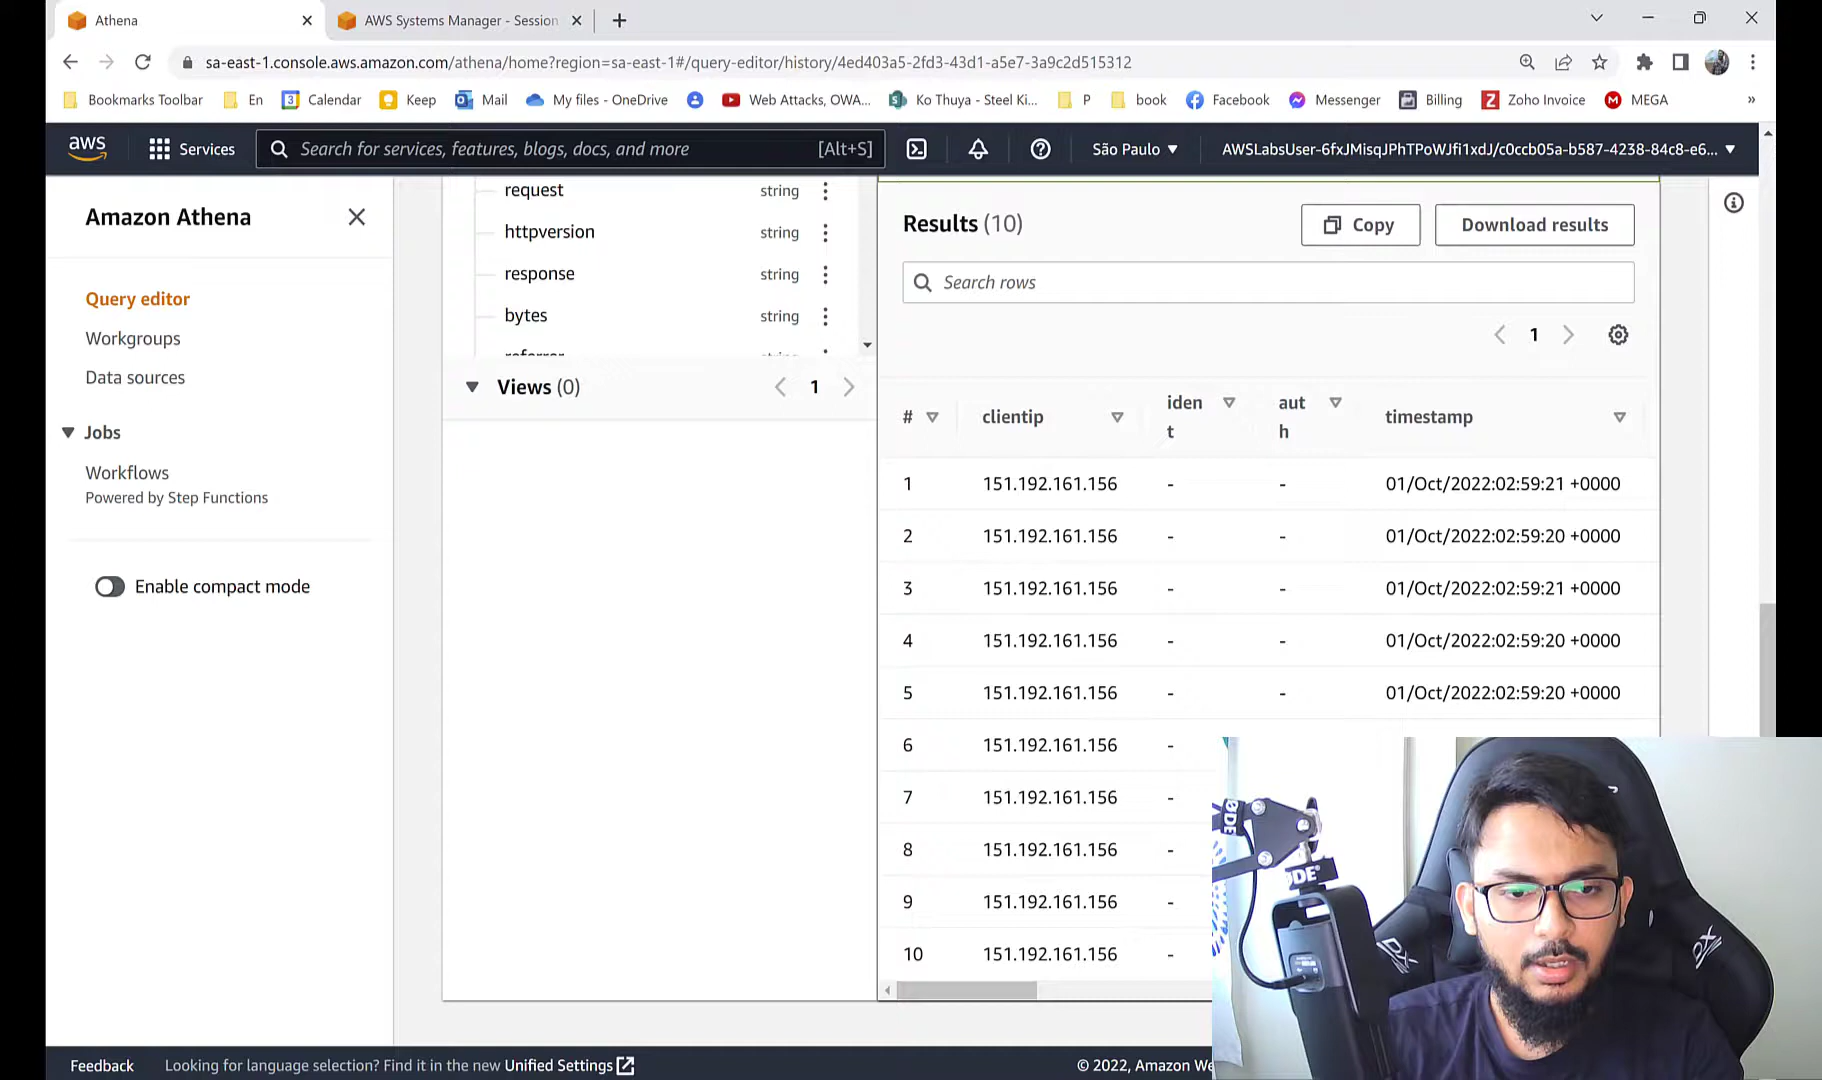 Athena
AWS Systems Manager - Session
sa-east-1.console.aws.amazon.com/athena/home?region=sa-east-1#/query-editor/history/4ed403a5-2fd3-43d1-a5e7-3a9c2d515312
Bookmarks Toolbar
En
Calendar
Keep
Mail
My files - OneDrive
Web Attacks, OWA...
Ko Thuya - Steel Ki...
P
book
Facebook
Messenger
Billing
Zoho Invoice
MEGA
»
aws
Services
Search for services, features, blogs, docs, and more
[Alt+S]
São Paulo
AWSLabsUser-6fxJMisqJPhTPoWJfi1xdJ/c0ccb05a-b587-4238-84c8-e6...
Amazon Athena
Query editor
Workgroups
Data sources
Jobs
Workflows
Powered by Step Functions
Enable compact mode
request string
httpversion string
response string
bytes string
referrer string
Views (0)
1
Results (10)
Copy
Download results
Search rows
1
# clientip ident auth timestamp
1 151.192.161.156 - - 01/Oct/2022:02:59:21 +0000
2 151.192.161.156 - - 01/Oct/2022:02:59:20 +0000
3 151.192.161.156 - - 01/Oct/2022:02:59:21 +0000
4 151.192.161.156 - - 01/Oct/2022:02:59:20 +0000
5 151.192.161.156 - - 01/Oct/2022:02:59:20 +0000
6 151.192.161.156 -
7 151.192.161.156 -
8 151.192.161.156 -
9 151.192.161.156 -
10 151.192.161.156 -
Feedback
Looking for language selection? Find it in the new Unified Settings
© 2022, Amazon We